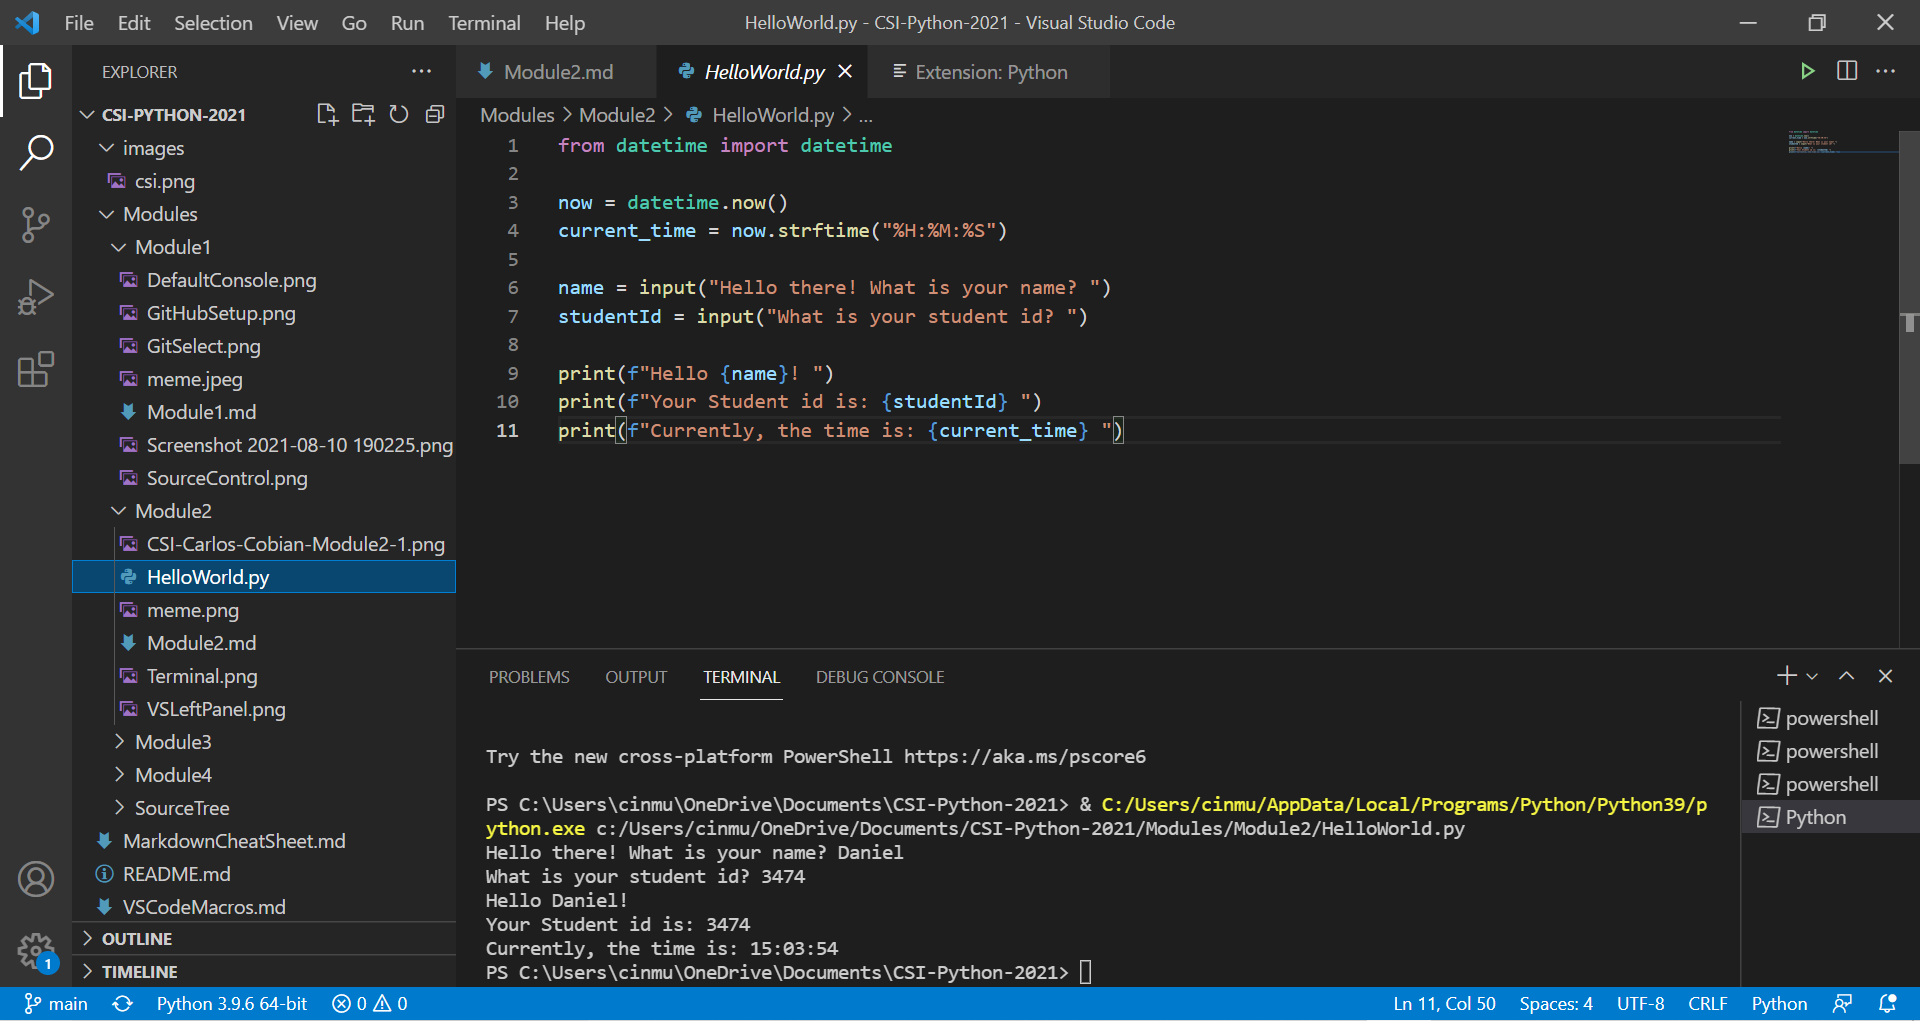 File Edit Selection View Go Run Terminal Help HelloWorld.py - CSI-Python-2021 - Visual Studio Code
EXPLORER
CSI-PYTHON-2021
images
csi.png
Modules
Module1
DefaultConsole.png
GitHubSetup.png
GitSelect.png
meme.jpeg
Module1.md
Screenshot 2021-08-10 190225.png
SourceControl.png
Module2
CSI-Carlos-Cobian-Module2-1.png
HelloWorld.py
meme.png
Module2.md
Terminal.png
VSLeftPanel.png
Module3
Module4
SourceTree
MarkdownCheatSheet.md
README.md
VSCodeMacros.md
OUTLINE
TIMELINE
1
Module2.md HelloWorld.py Extension: Python
Modules > Module2 > HelloWorld.py > ...
1 from datetime import datetime
2
3 now = datetime.now()
4 current_time = now.strftime("%H:%M:%S")
5
6 name = input("Hello there! What is your name? ")
7 studentId = input("What is your student id? ")
8
9 print(f"Hello {name}! ")
10 print(f"Your Student id is: {studentId} ")
11 print(f"Currently, the time is: {current_time} ")
PROBLEMS OUTPUT TERMINAL DEBUG CONSOLE
Try the new cross-platform PowerShell https://aka.ms/pscore6
PS C:\Users\cinmu\OneDrive\Documents\CSI-Python-2021> & C:/Users/cinmu/AppData/Local/Programs/Python/Python39/p
ython.exe c:/Users/cinmu/OneDrive/Documents/CSI-Python-2021/Modules/Module2/HelloWorld.py
Hello there! What is your name? Daniel
What is your student id? 3474
Hello Daniel!
Your Student id is: 3474
Currently, the time is: 15:03:54
PS C:\Users\cinmu\OneDrive\Documents\CSI-Python-2021>
powershell
powershell
powershell
Python
main Python 3.9.6 64-bit 0 0 Ln 11, Col 50 Spaces: 4 UTF-8 CRLF Python